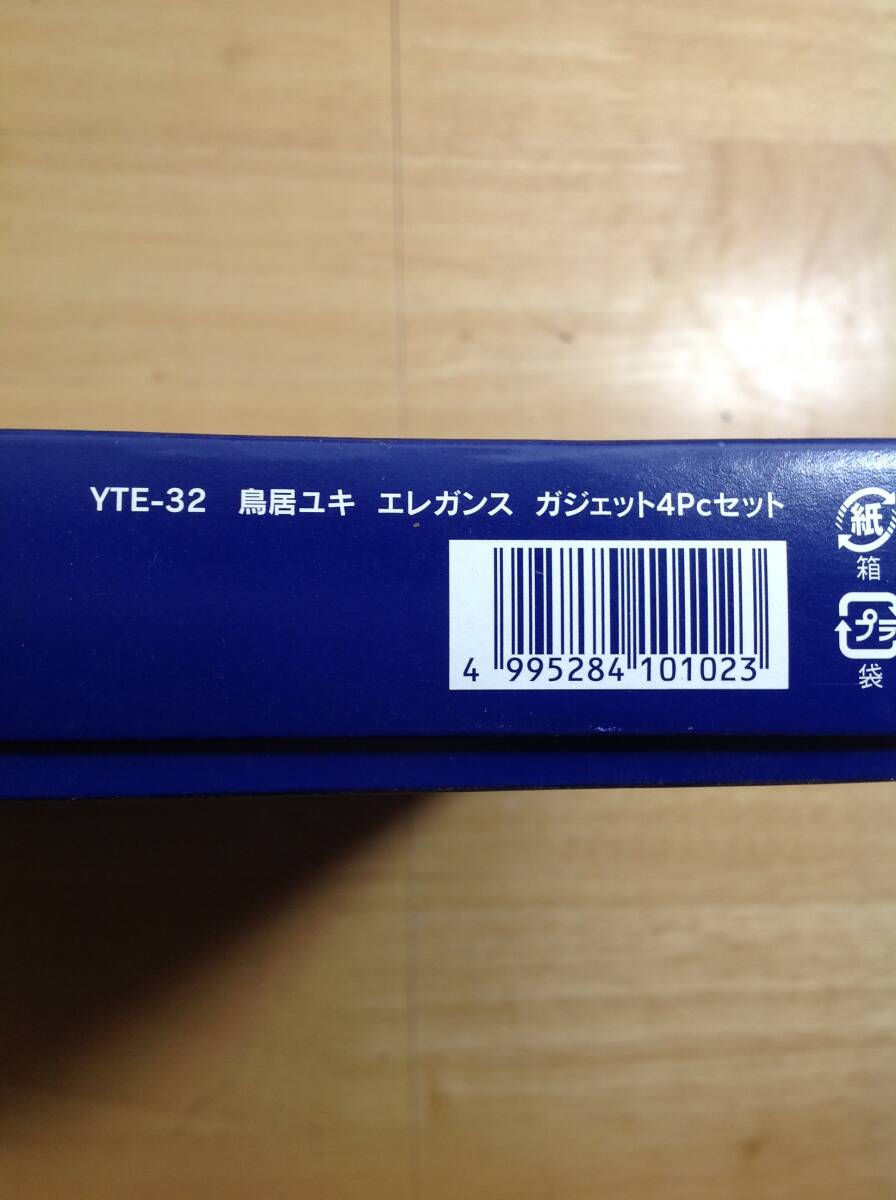 YTE-32 鳥居ユキ エレガンス ガジェット4Pcセット
紙
箱
プラ
袋
4 995284 101023